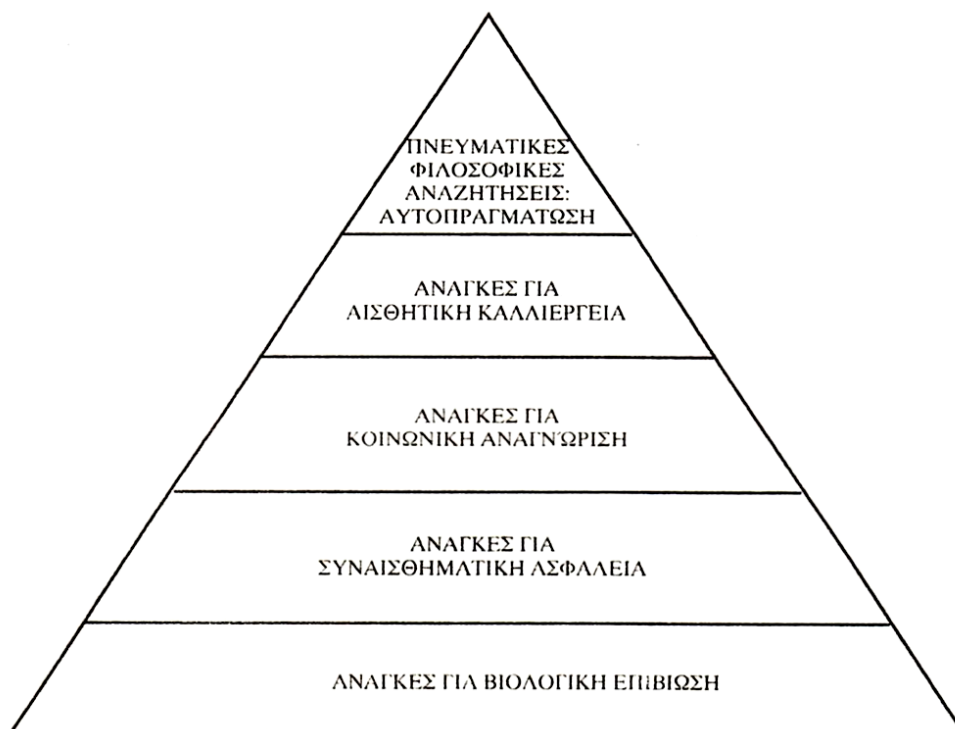 ΠΝΕΥΜΑΤΙΚΕΣ
ΦΙΛΟΣΟΦΙΚΕΣ
ΑΝΑΖΗΤΗΣΕΙΣ:
ΑΥΤΟΠΡΑΓΜΑΤΩΣΗ
ΑΝΑΓΚΕΣ ΓΙΑ
ΑΙΣΘΗΤΙΚΗ ΚΑΛΛΙΕΡΓΕΙΑ
ΑΝΑΓΚΕΣ ΓΙΑ
ΚΟΙΝΩΝΙΚΗ ΑΝΑΓΝΏΡΙΣΗ
ΑΝΑΓΚΕΣ ΓΙΑ
ΣΥΝΑΙΣΘΗΜΑΤΙΚΗ ΑΣΦΑΛΕΙΑ
ΑΝΑΓΚΕΣ ΓΙΑ ΒΙΟΛΟΓΙΚΗ ΕΠΙΒΙΩΣΗ